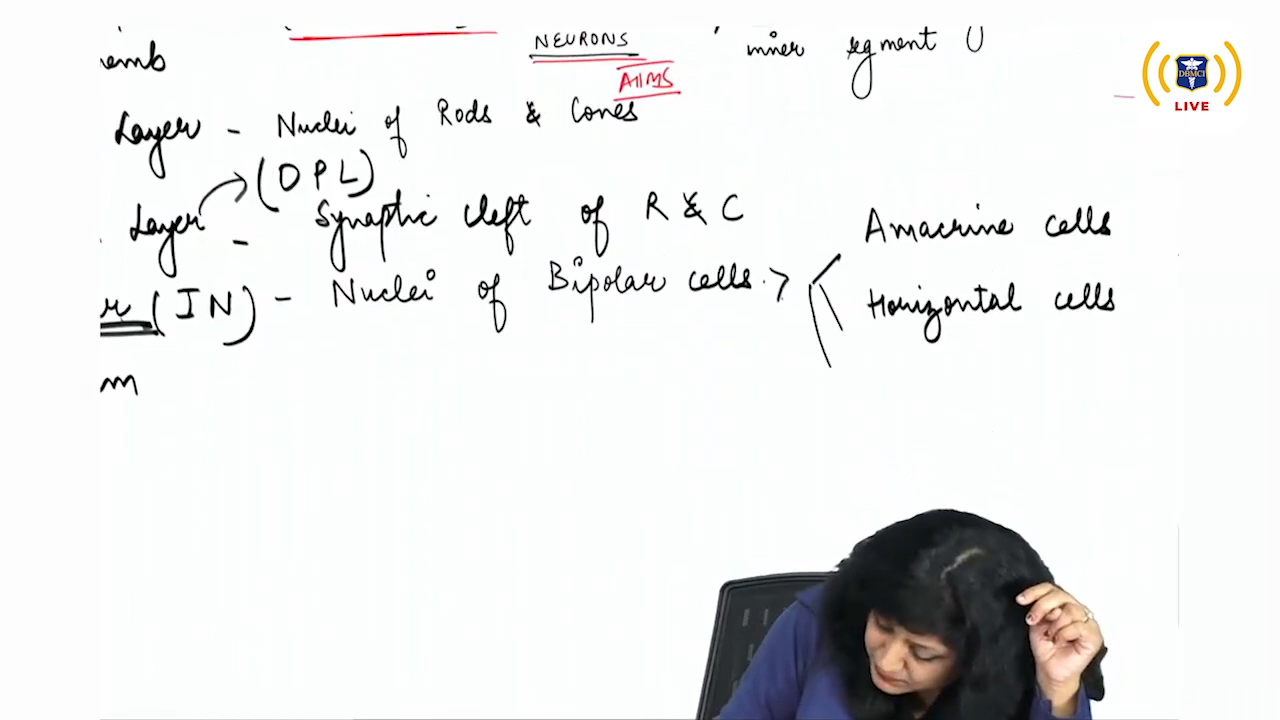 NEURONS
inner segment
AIIMS
Layer - Nuclei of Rods & Cones
(OPL)
Layer - Synaptic cleft of R & C
Amacrine cells
(IN) - Nuclei of Bipolar cells
Horizontal cells
m
DBMCI
LIVE